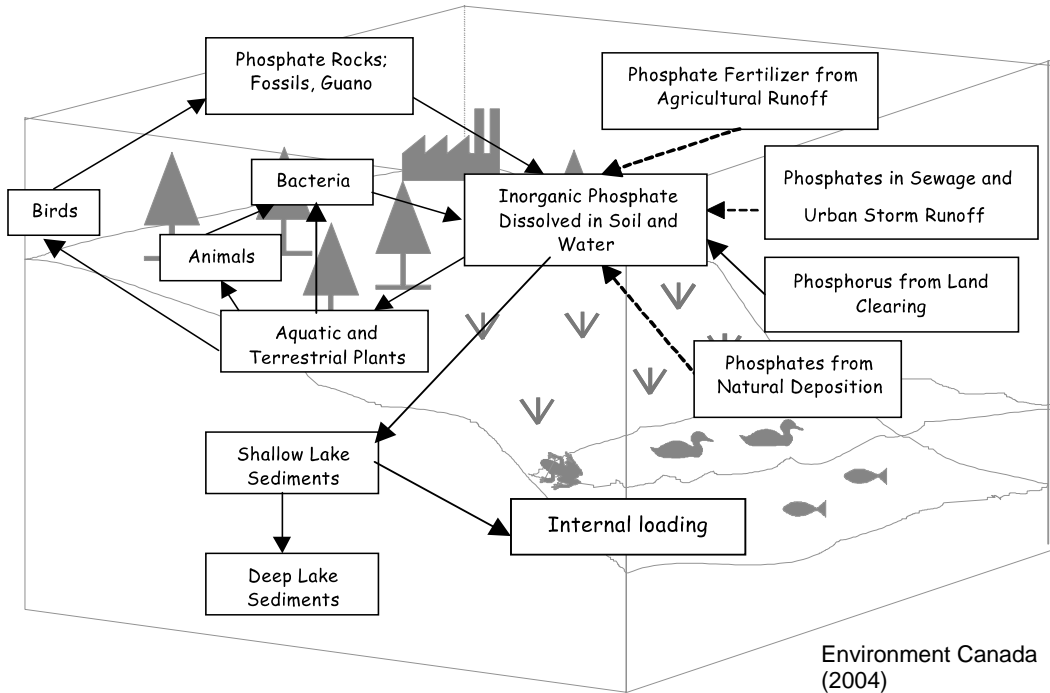 Phosphate Rocks;
Fossils, Guano
Phosphate Fertilizer from
Agricultural Runoff
Bacteria
Inorganic Phosphate
Dissolved in Soil and
Water
Phosphates in Sewage and
Urban Storm Runoff
Birds
Animals
Phosphorus from Land
Clearing
Aquatic and
Terrestrial Plants
Phosphates from
Natural Deposition
Shallow Lake
Sediments
Internal loading
Deep Lake
Sediments
Environment Canada
(2004)